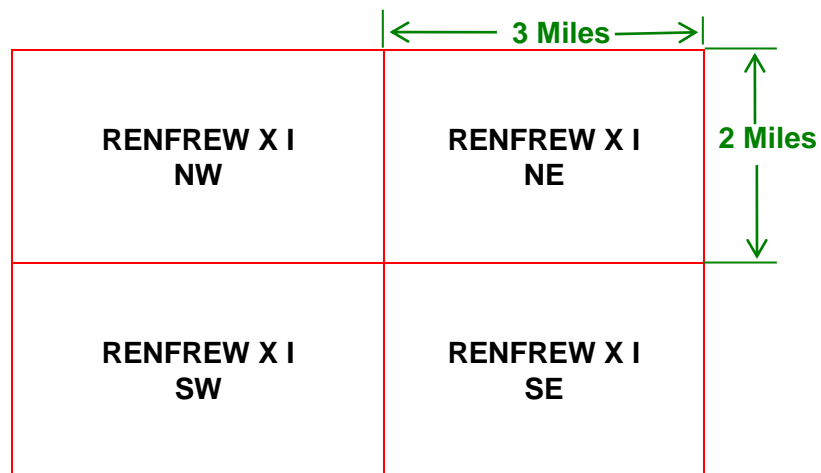 3 Miles
RENFREW X I
NW
RENFREW X I
NE
2 Miles
RENFREW X I
SW
RENFREW X I
SE